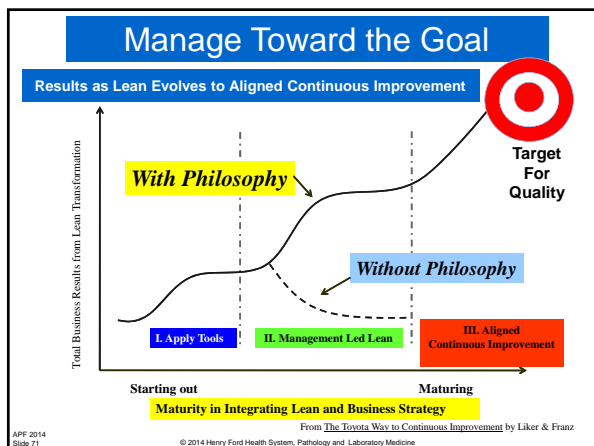 Manage Toward the Goal
Results as Lean Evolves to Aligned Continuous Improvement
Target
For
Quality
Total Business Results from Lean Transformation
With Philosophy
Without Philosophy
I. Apply Tools
II. Management Led Lean
III. Aligned
Continuous Improvement
Starting out
Maturing
Maturity in Integrating Lean and Business Strategy
From The Toyota Way to Continuous Improvement by Liker & Franz
APF 2014
Slide 71
© 2014 Henry Ford Health System, Pathology and Laboratory Medicine